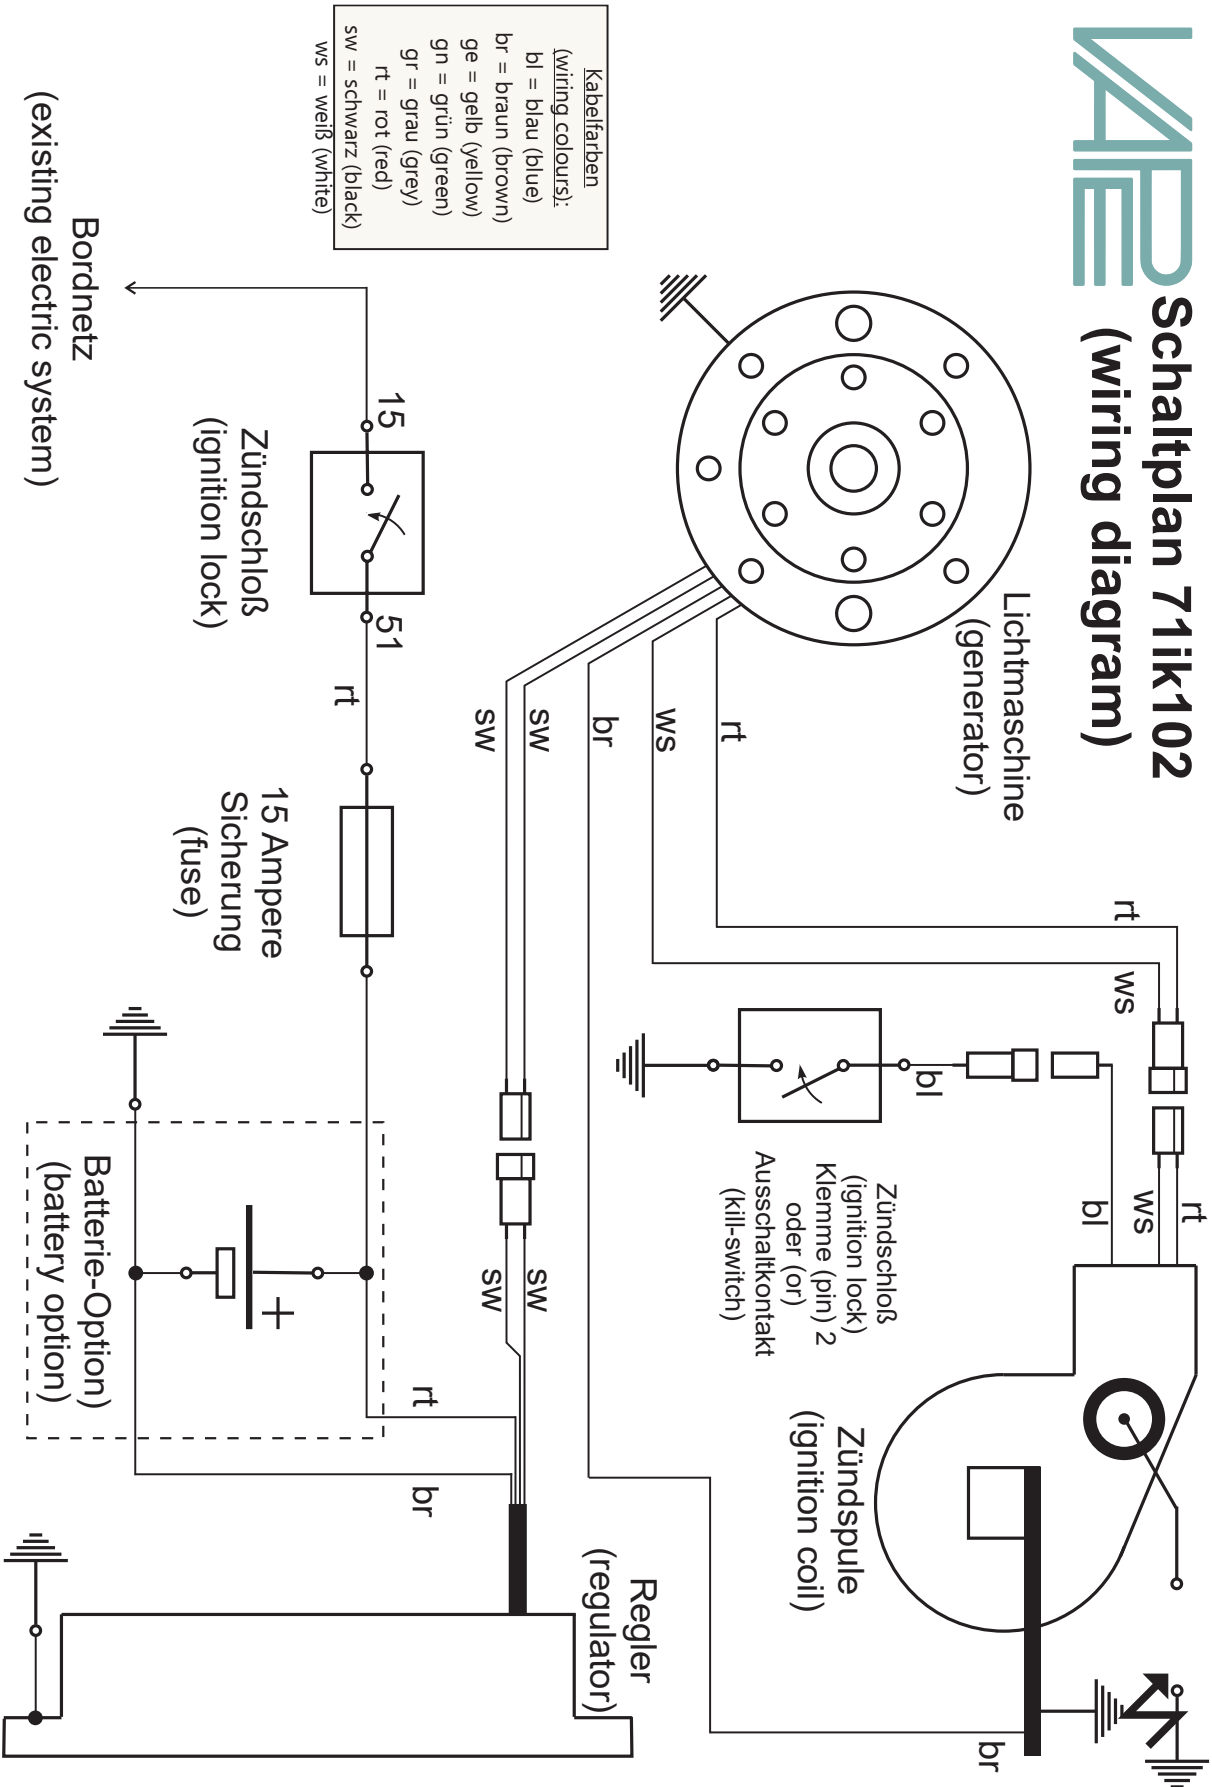 VAPE
Schaltplan 71ik102
(wiring diagram)
Lichtmaschine
(generator)
rt
ws
br
sw
sw
rt
ws
rt
ws
bl
bl
Zündschloß
(ignition lock)
Klemme (pin) 2
oder (or)
Ausschaltkontakt
(kill-switch)
Zündspule
(ignition coil)
br
Kabelfarben
(wiring colours):
bl = blau (blue)
br = braun (brown)
ge = gelb (yellow)
gn = grün (green)
gr = grau (grey)
rt = rot (red)
sw = schwarz (black)
ws = weiß (white)
sw
sw
Regler
(regulator)
15
51
rt
Zündschloß
(ignition lock)
15 Ampere
Sicherung
(fuse)
rt
br
+
Batterie-Option)
(battery option)
Bordnetz
(existing electric system)